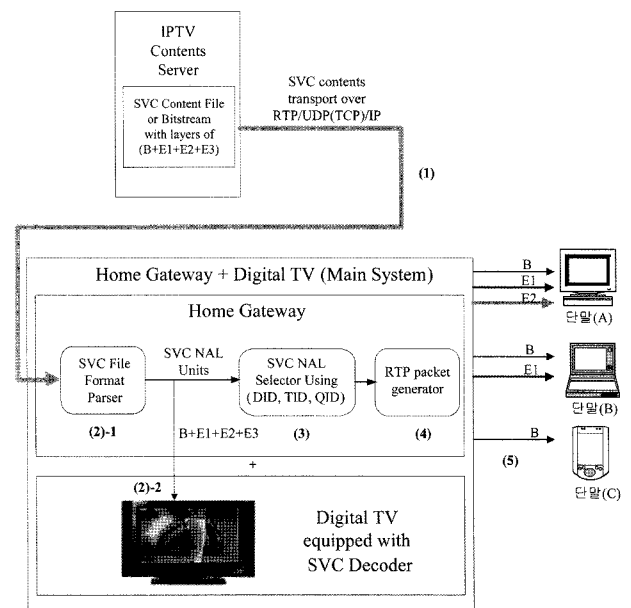 IPTV
Contents
Server
SVC Content File
or Bitstream
with layers of
(B+E1+E2+E3)
SVC contents
transport over
RTP/UDP(TCP)/IP
(1)
Home Gateway + Digital TV (Main System)
Home Gateway
SVC File
Format
Parser
(2)-1
SVC NAL
Units
B+E1+E2+E3
SVC NAL
Selector Using
(DID, TID, QID)
(3)
RTP packet
generator
(4)
+
(2)-2
Digital TV
equipped with
SVC Decoder
B
E1
E2
단말(A)
B
E1
단말(B)
B
(5)
단말(C)